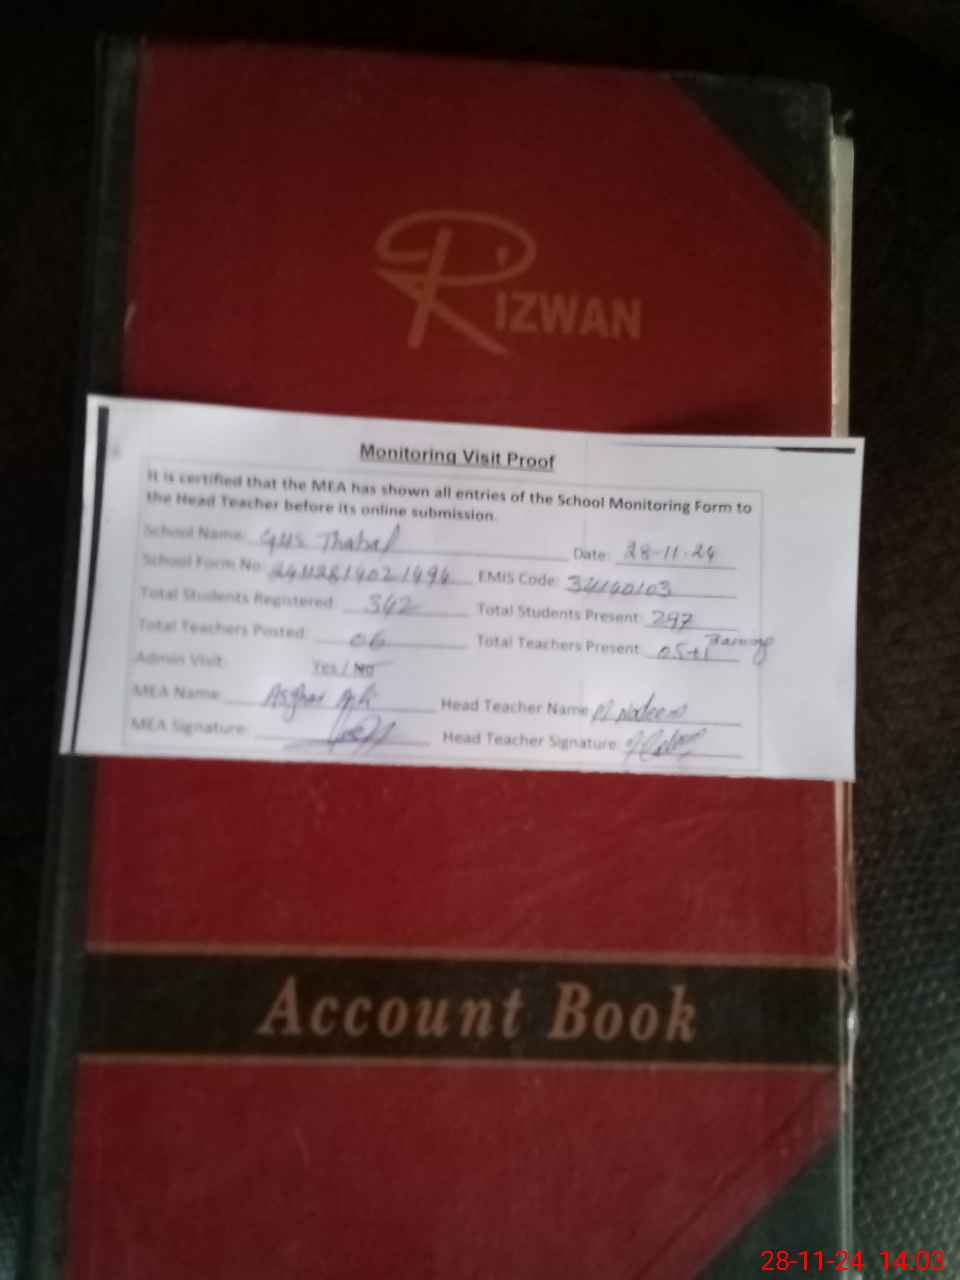 RIZWAN
Monitoring Visit Proof
It is certified that the MEA has shown all entries of the School Monitoring Form to
the Head Teacher before its online submission.
School Name: GHS Thabal Date: 28-11-24
School Form No: EMIS Code: 34140103
Total Students Registered: 342 Total Students Present: 297
Total Teachers Posted: 06 Total Teachers Present: 05+1 Training
Admin Visit: Yes / No
MEA Name: Asghar Ali Head Teacher Name: M Nadeem
MEA Signature: Head Teacher Signature:
Account Book
28-11-24 14:03